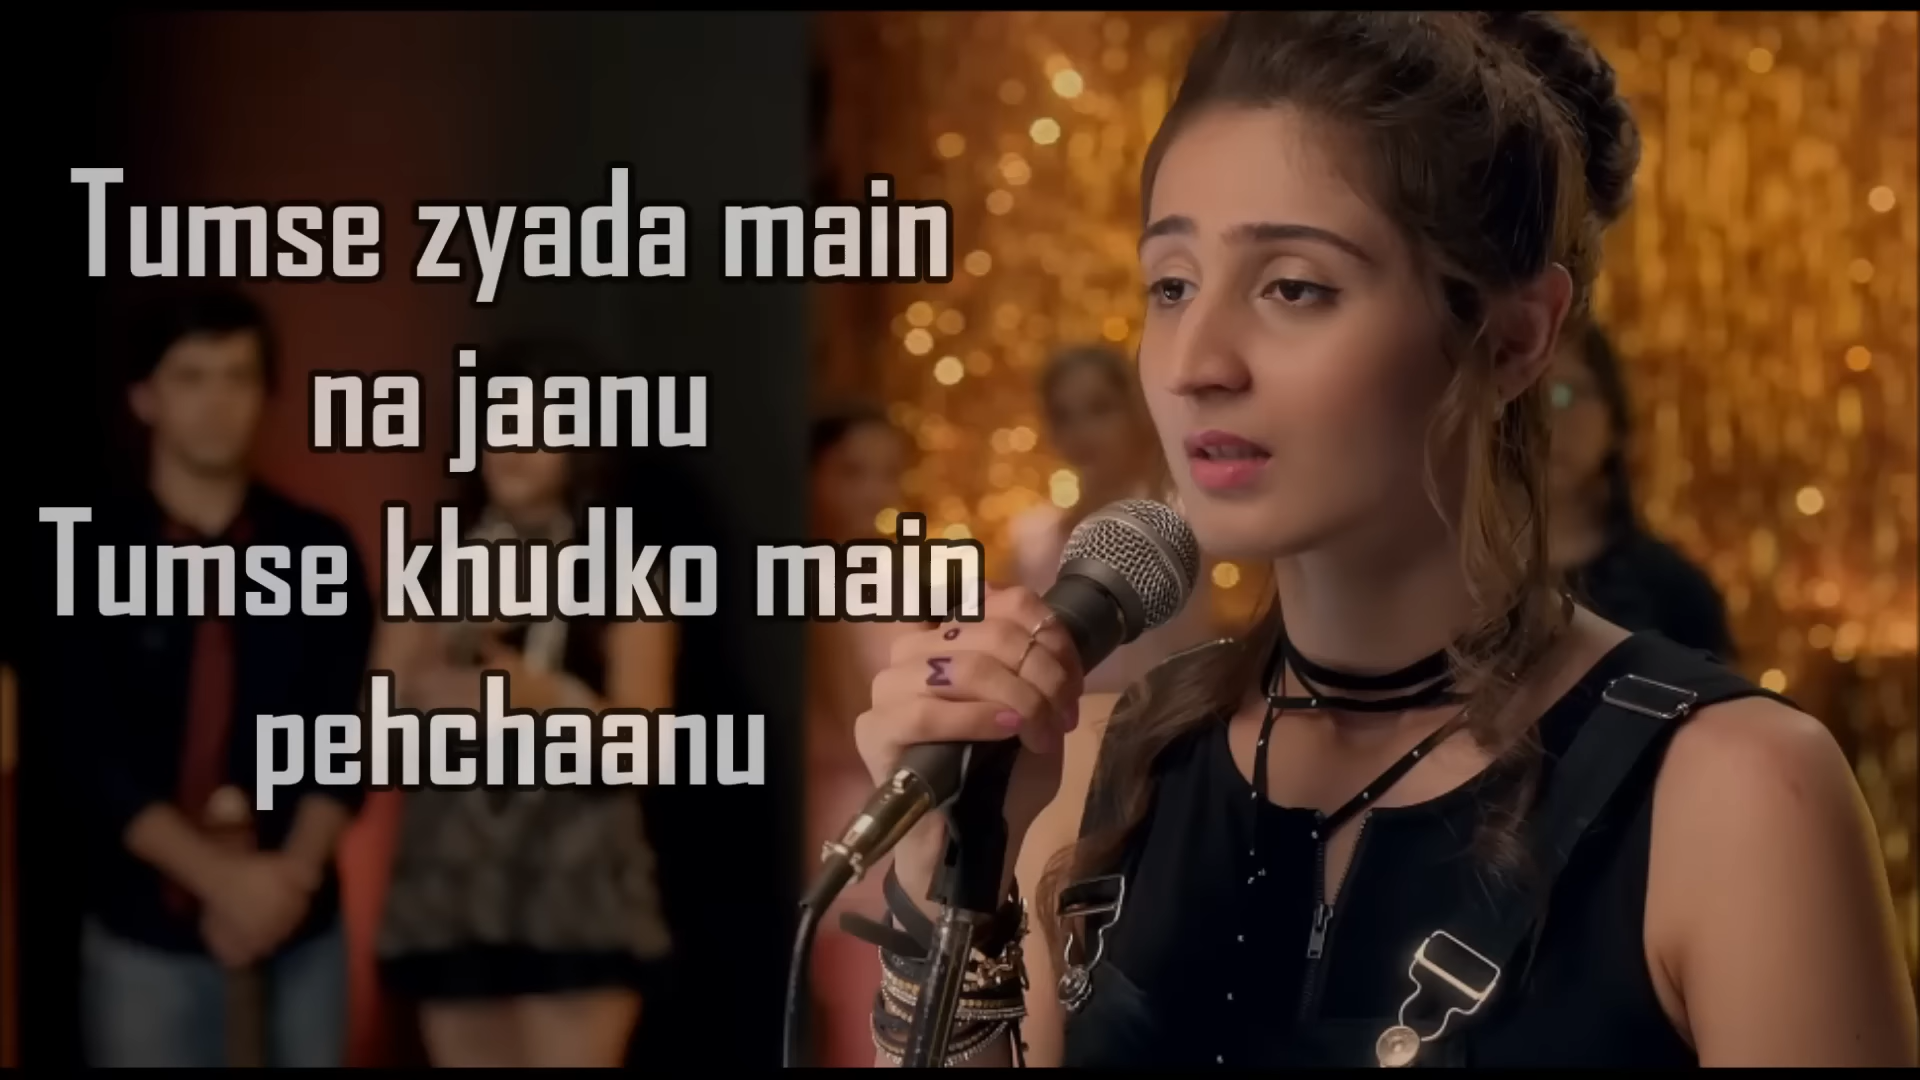 Tumse zyada main
na jaanu
Tumse khudko main
pehchaanu